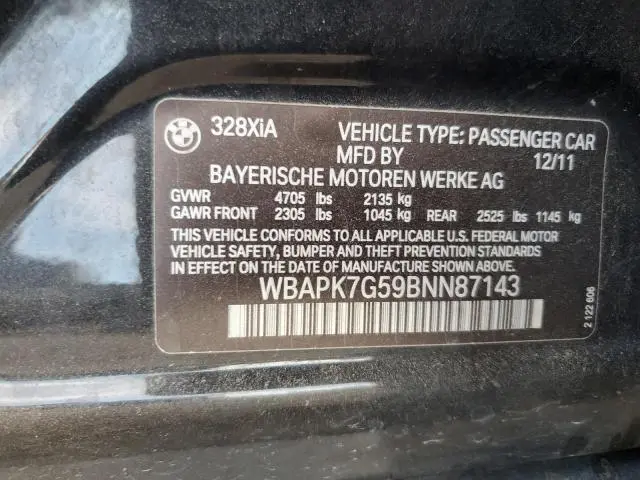 BMW
328XiA VEHICLE TYPE: PASSENGER CAR
MFD BY 12/11
BAYERISCHE MOTOREN WERKE AG
GVWR 4705 lbs 2135 kg
GAWR FRONT 2305 lbs 1045 kg REAR 2525 lbs 1145 kg
THIS VEHICLE CONFORMS TO ALL APPLICABLE U.S. FEDERAL MOTOR
VEHICLE SAFETY, BUMPER AND THEFT PREVENTION STANDARDS
IN EFFECT ON THE DATE OF MANUFACTURE SHOWN ABOVE.
WBAPK7G59BNN87143
2 122 606